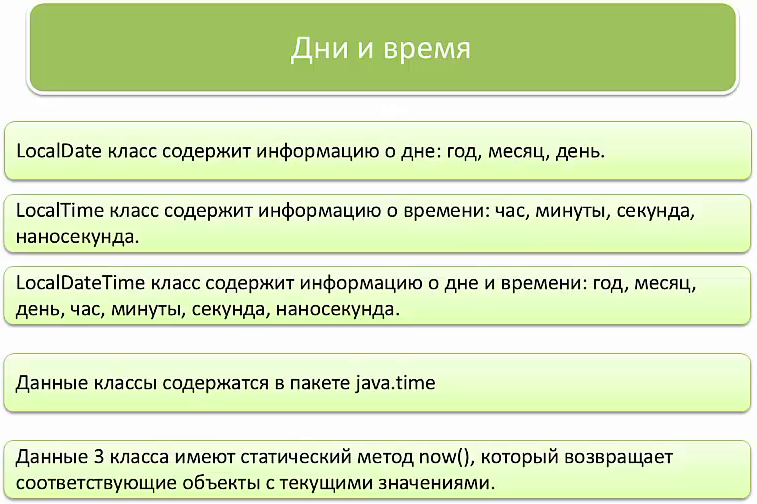 Дни и время
LocalDate класс содержит информацию о дне: год, месяц, день.
LocalTime класс содержит информацию о времени: час, минуты, секунда,
наносекунда.
LocalDateTime класс содержит информацию о дне и времени: год, месяц,
день, час, минуты, секунда, наносекунда.
Данные классы содержатся в пакете java.time
Данные 3 класса имеют статический метод now(), который возвращает
соответствующие объекты с текущими значениями.